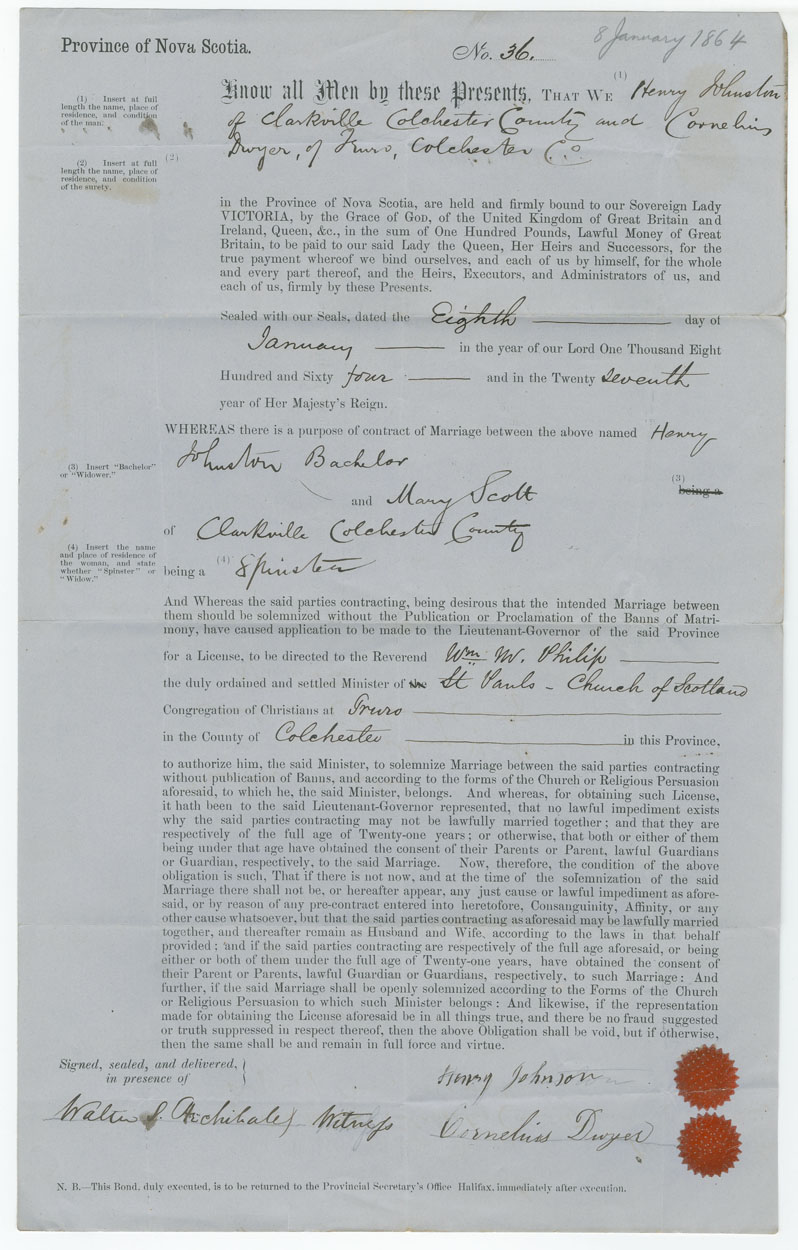 8 January 1864
Province of Nova Scotia.
No. 36.
(1) Insert at full
length the name, place of
residence, and condition
of the man.
Know all Men by these Presents, THAT WE (1) Henry Johnston
of Clarkville Colchester County and Cornelius
(2) Insert at full
length the name, place of
residence, and condition
of the surety.
(2)
Dwyer, of Truro, Colchester Co
in the Province of Nova Scotia, are held and firmly bound to our Sovereign Lady
VICTORIA, by the Grace of GOD, of the United Kingdom of Great Britain and
Ireland, Queen, &c., in the sum of One Hundred Pounds, Lawful Money of Great
Britain, to be paid to our said Lady the Queen, Her Heirs and Successors, for the
true payment whereof we bind ourselves, and each of us by himself, for the whole
and every part thereof, and the Heirs, Executors, and Administrators of us, and
each of us, firmly by these Presents.
Sealed with our Seals, dated the Eighth day of
January in the year of our Lord One Thousand Eight
Hundred and Sixty four and in the Twenty seventh
year of Her Majesty's Reign.
WHEREAS there is a purpose of contract of Marriage between the above named Henry
Johnston Bachelor
(3) Insert "Bachelor"
or "Widower."
(3)
being a
and Mary Scott
of Clarkville Colchester County
(4) Insert the name
and place of residence of
the woman, and state
whether "Spinster" or
"Widow."
being a (4) Spinster
And Whereas the said parties contracting, being desirous that the intended Marriage between
them should be solemnized without the Publication or Proclamation of the Banns of Matri-
mony, have caused application to be made to the Lieutenant-Governor of the said Province
for a License, to be directed to the Reverend Wm M. Philip
the duly ordained and settled Minister of the St Pauls - Church of Scotland
Congregation of Christians at Truro
in the County of Colchester in this Province,
to authorize him, the said Minister, to solemnize Marriage between the said parties contracting
without publication of Banns, and according to the forms of the Church or Religious Persuasion
aforesaid, to which he, the said Minister, belongs. And whereas, for obtaining such License,
it hath been to the said Lieutenant-Governor represented, that no lawful impediment exists
why the said parties contracting may not be lawfully married together; and that they are
respectively of the full age of Twenty-one years; or otherwise, that both or either of them
being under that age have obtained the consent of their Parents or Parent, lawful Guardians
or Guardian, respectively, to the said Marriage. Now, therefore, the condition of the above
obligation is such, That if there is not now, and at the time of the solemnization of the said
Marriage there shall not be, or hereafter appear, any just cause or lawful impediment as afore-
said, or by reason of any pre-contract entered into heretofore, Consanguinity, Affinity, or any
other cause whatsoever, but that the said parties contracting as aforesaid may be lawfully married
together, and thereafter remain as Husband and Wife, according to the laws in that behalf
provided; and if the said parties contracting are respectively of the full age aforesaid, or being
either or both of them under the full age of Twenty-one years, have obtained the consent of
their Parent or Parents, lawful Guardian or Guardians, respectively, to such Marriage: And
further, if the said Marriage shall be openly solemnized according to the Forms of the Church
or Religious Persuasion to which such Minister belongs: And likewise, if the representation
made for obtaining the License aforesaid be in all things true, and there be no fraud suggested
or truth suppressed in respect thereof, then the above Obligation shall be void, but if otherwise,
then the same shall be and remain in full force and virtue.
Signed, sealed, and delivered,
in presence of
Henry Johnson
Walter S. Archibald Witness
Cornelius Dwyer
N. B.—This Bond, duly executed, is to be returned to the Provincial Secretary's Office Halifax, immediately after execution.